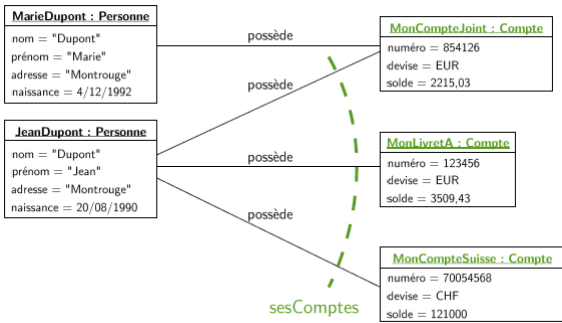 MarieDupont : Personne
nom = "Dupont"
prénom = "Marie"
adresse = "Montrouge"
naissance = 4/12/1992
JeanDupont : Personne
nom = "Dupont"
prénom = "Jean"
adresse = "Montrouge"
naissance = 20/08/1990
possède
possède
possède
possède
sesComptes
MonCompteJoint : Compte
numéro = 854126
devise = EUR
solde = 2215,03
MonLivretA : Compte
numéro = 123456
devise = EUR
solde = 3509,43
MonCompteSuisse : Compte
numéro = 70054568
devise = CHF
solde = 121000